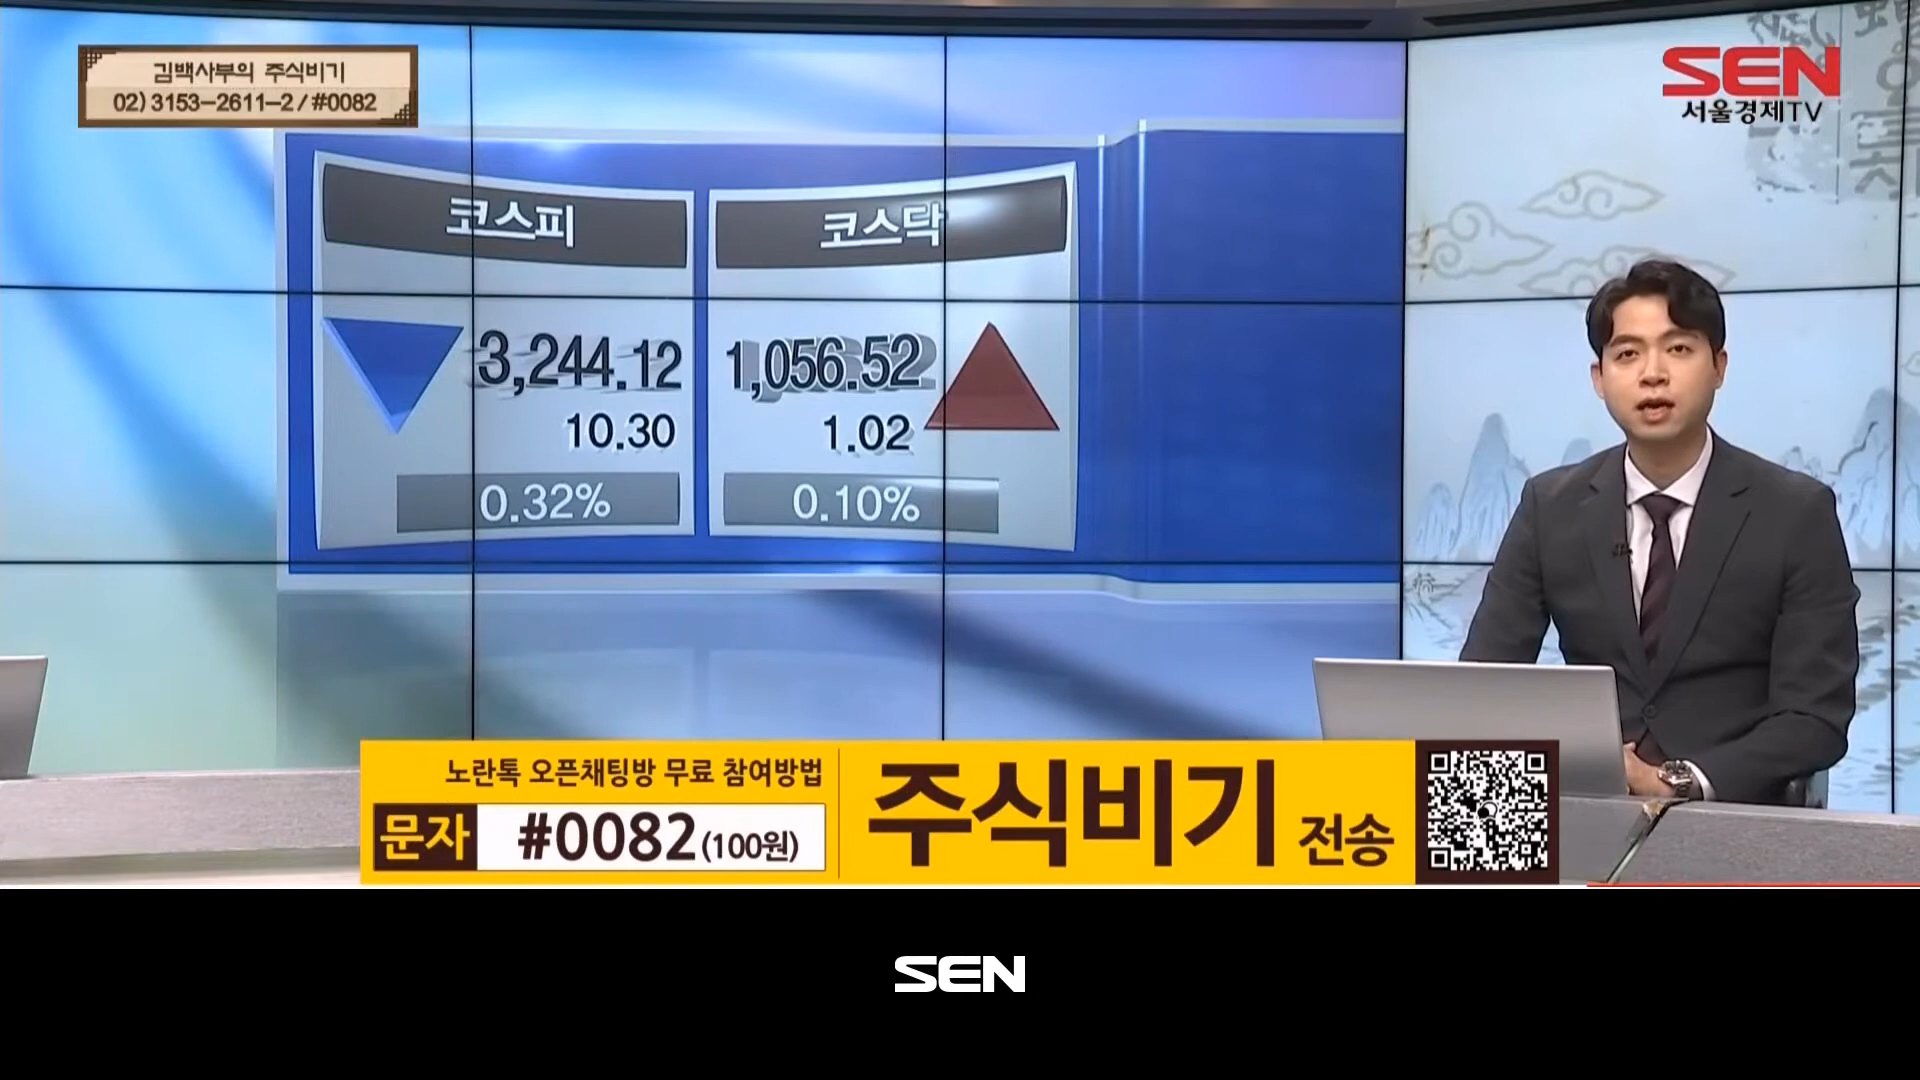 김백사부의 주식비기
02) 3153-2611-2 / #0082
SEN
서울경제TV
코스피
3,244.12
10.30
0.32%
코스닥
1,056.52
1.02
0.10%
노란톡 오픈채팅방 무료 참여방법
문자 #0082(100원)
주식비기 전송
SEN